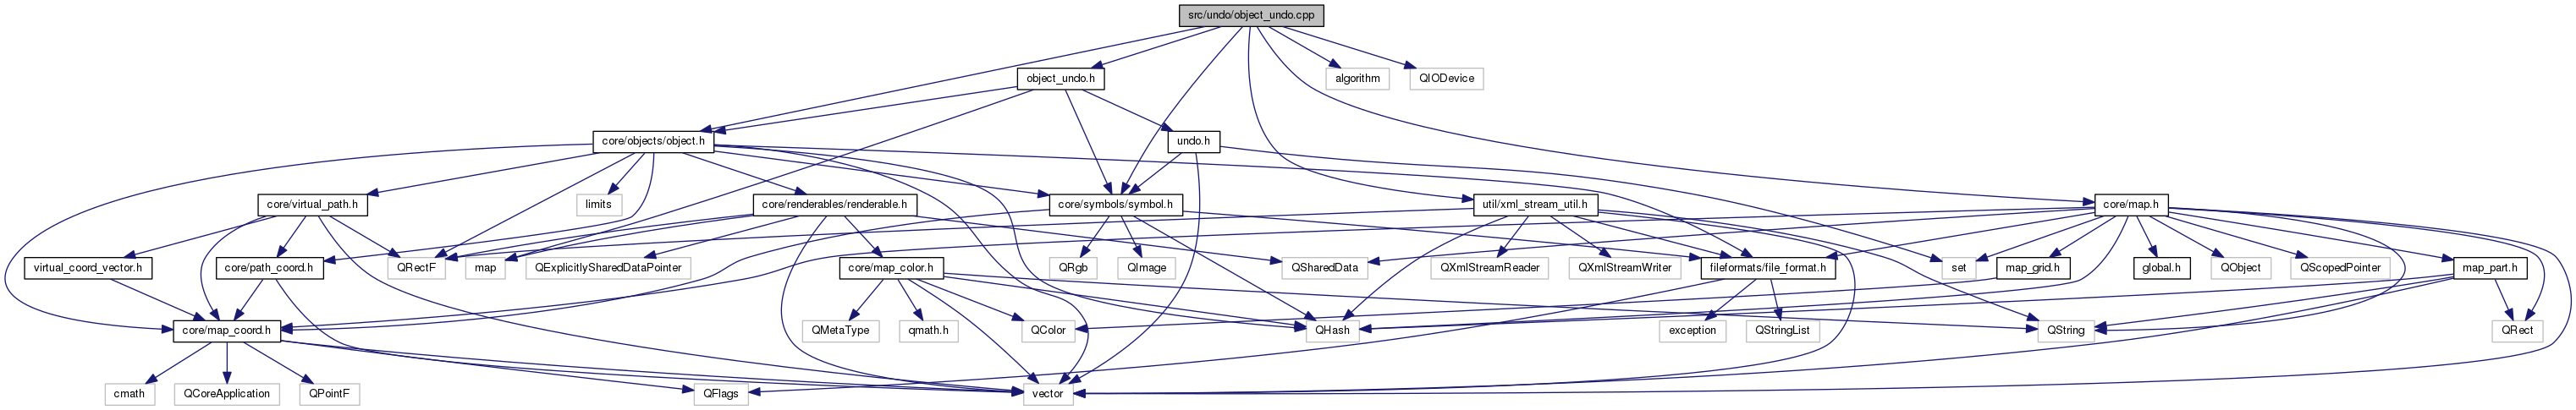 src/undo/object_undo.cpp
object_undo.h
algorithm
QIODevice
core/objects/object.h
undo.h
core/virtual_path.h
limits
core/renderables/renderable.h
core/symbols/symbol.h
util/xml_stream_util.h
core/map.h
virtual_coord_vector.h
core/path_coord.h
QRectF
map
QExplicitlySharedDataPointer
core/map_color.h
QSharedData
QRgb
QImage
QXmlStreamReader
QXmlStreamWriter
fileformats/file_format.h
set
map_grid.h
global.h
QObject
QScopedPointer
map_part.h
core/map_coord.h
QMetaType
qmath.h
QColor
QHash
exception
QStringList
QString
QRect
cmath
QCoreApplication
QPointF
QFlags
vector